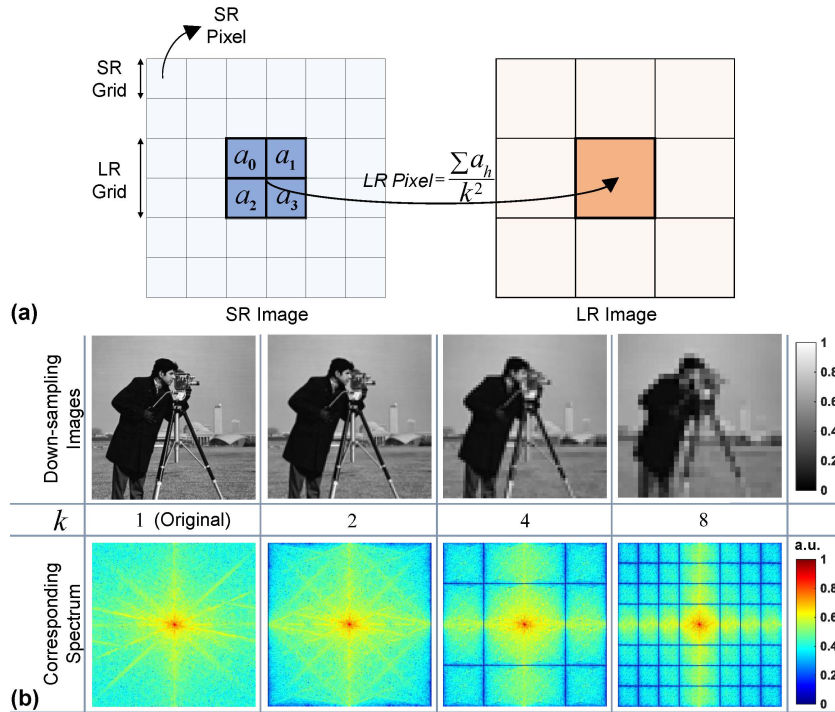 SR
Pixel
SR
Grid
LR
Grid
a₀ a₁
a₂ a₃
LR Pixel = ∑aₕ / k²
(a)
SR Image
LR Image
Down-sampling
Images
1
0.8
0.6
0.4
0.2
0
k
1 (Original)
2
4
8
Corresponding
Spectrum
a.u.
1
0.8
0.6
0.4
0.2
0
(b)